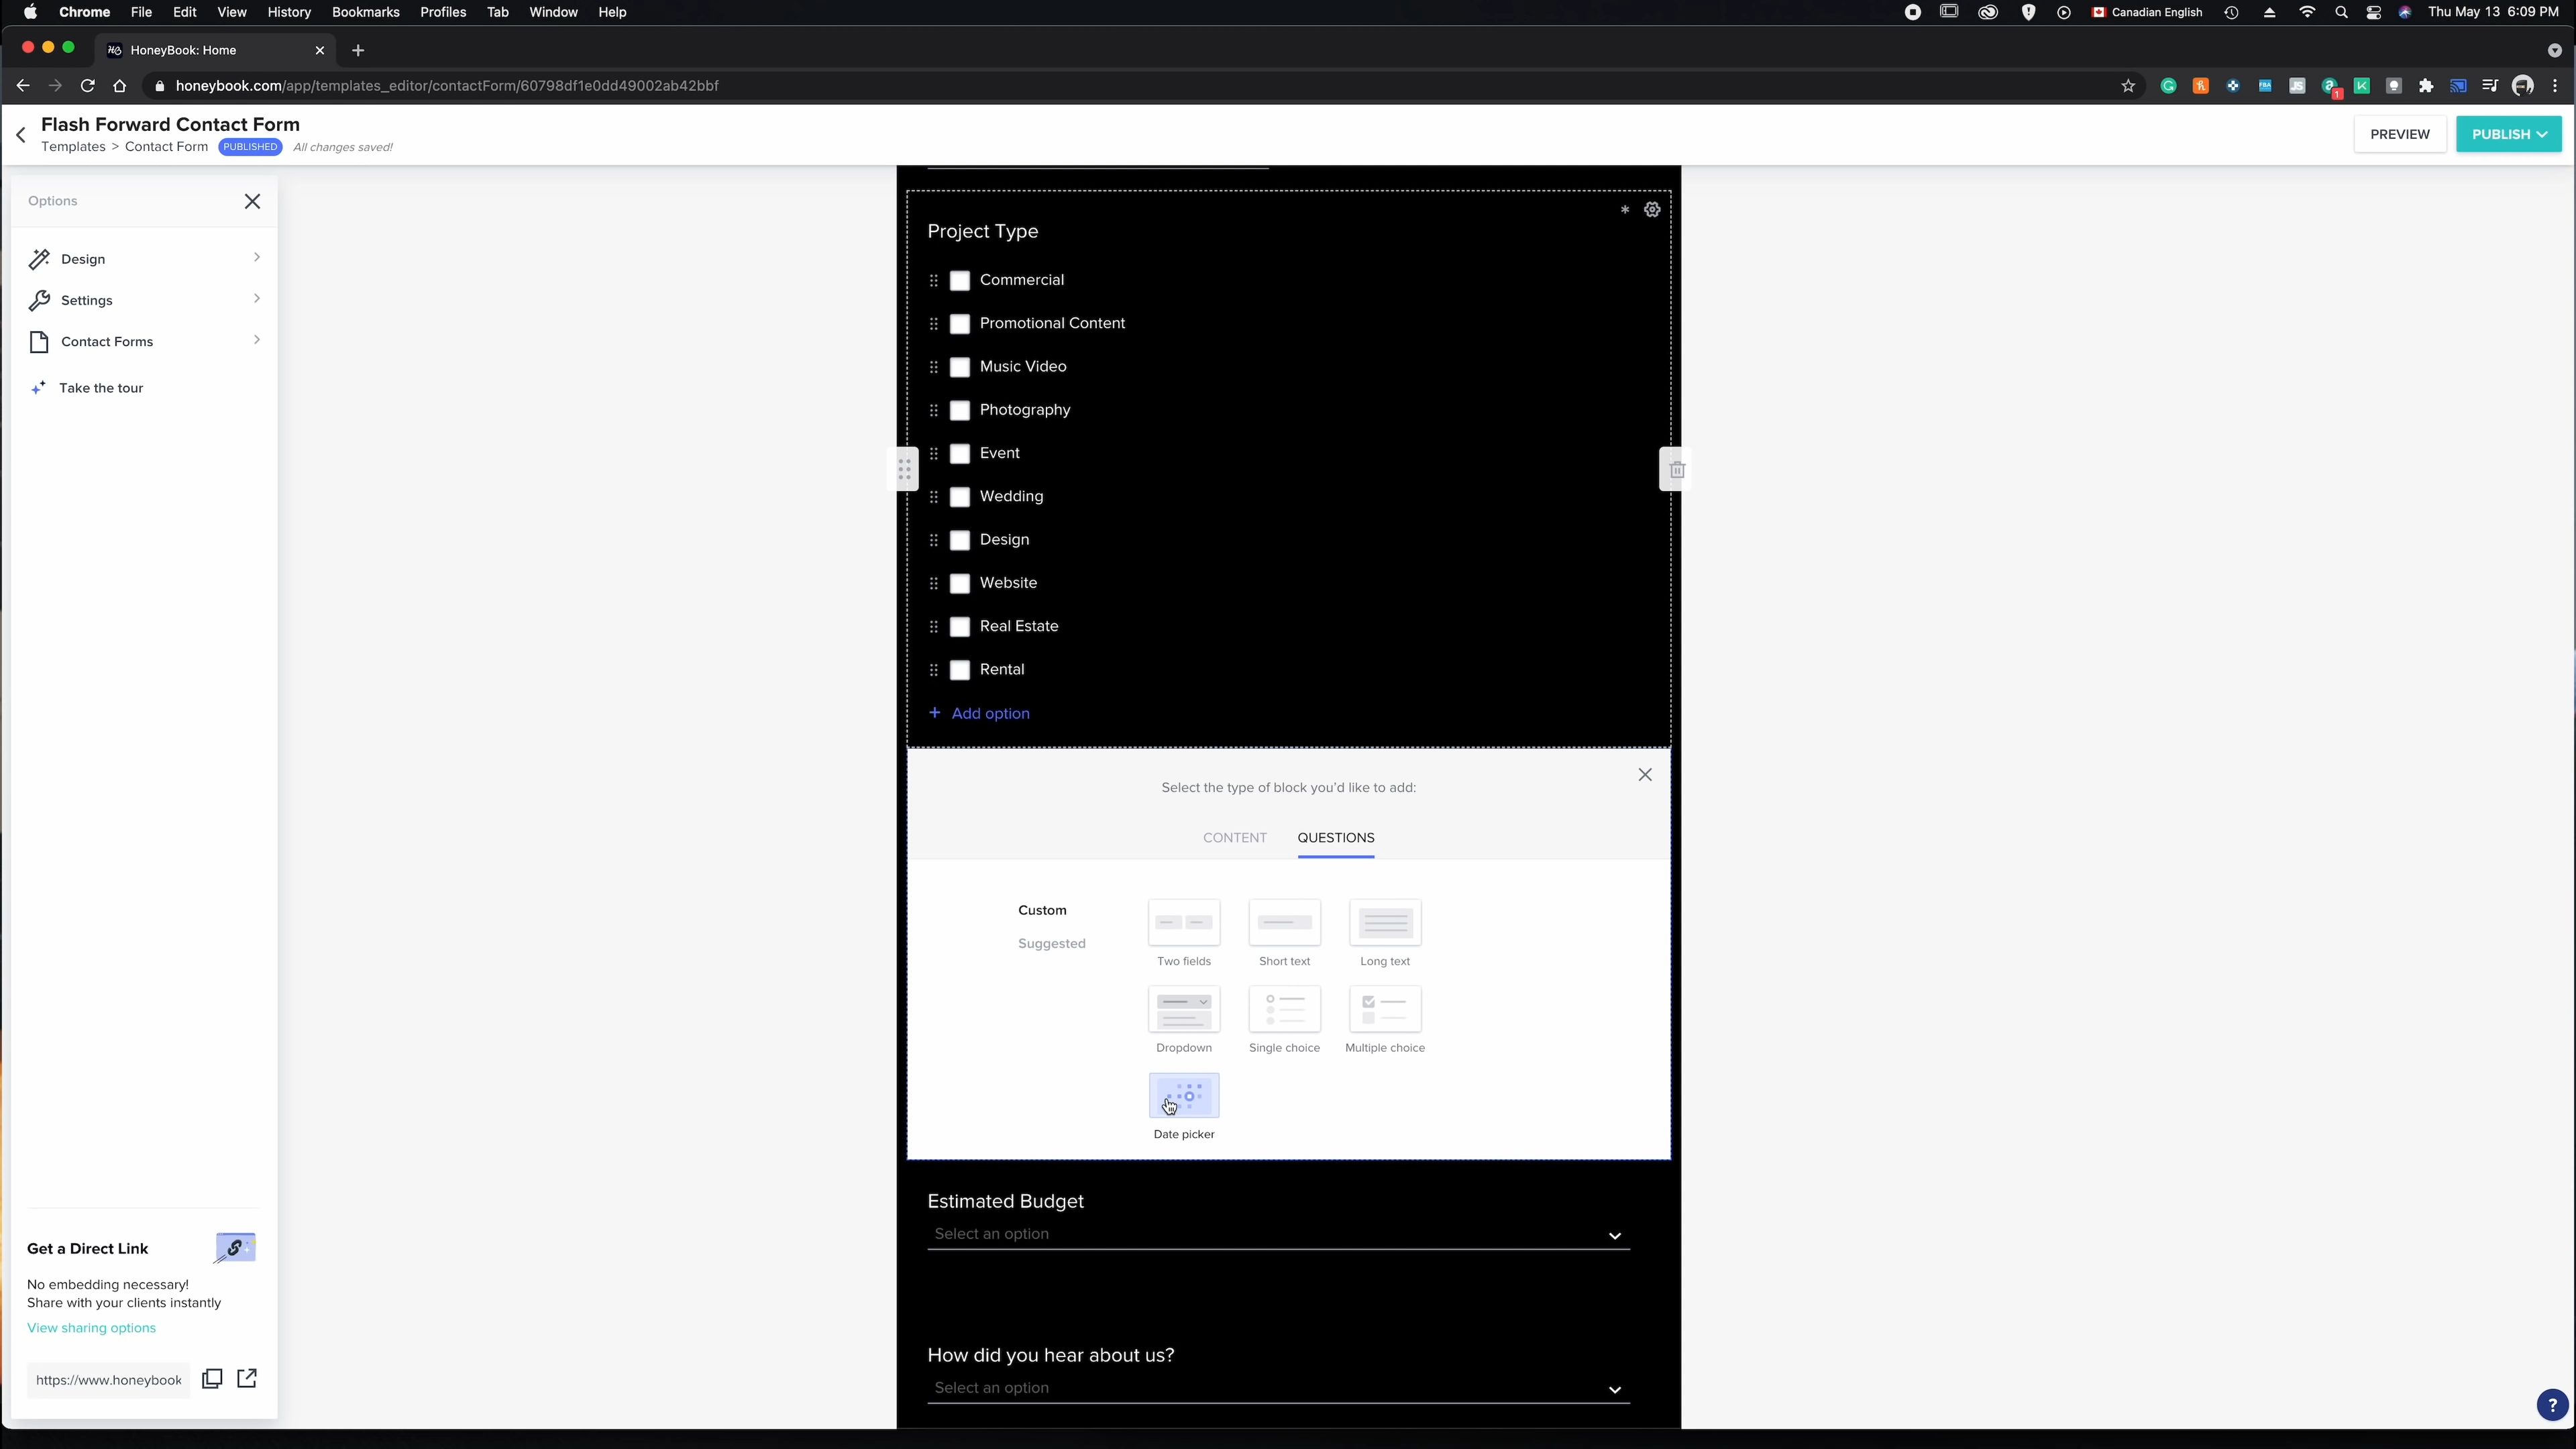 Chrome File Edit View History Bookmarks Profiles Tab Window Help Canadian English Thu May 13 6:09 PM
HoneyBook: Home
honeybook.com/app/templates_editor/contactForm/60798df1e0dd49002ab42bbf
Flash Forward Contact Form
Templates > Contact Form PUBLISHED All changes saved!
PREVIEW PUBLISH
Options
Design
Settings
Contact Forms
Take the tour
Get a Direct Link
No embedding necessary!
Share with your clients instantly
View sharing options
https://www.honeybook
Project Type
*
Commercial
Promotional Content
Music Video
Photography
Event
Wedding
Design
Website
Real Estate
Rental
+ Add option
Select the type of block you'd like to add:
CONTENT QUESTIONS
Custom
Suggested
Two fields Short text Long text
Dropdown Single choice Multiple choice
Date picker
Estimated Budget
Select an option
How did you hear about us?
Select an option
?